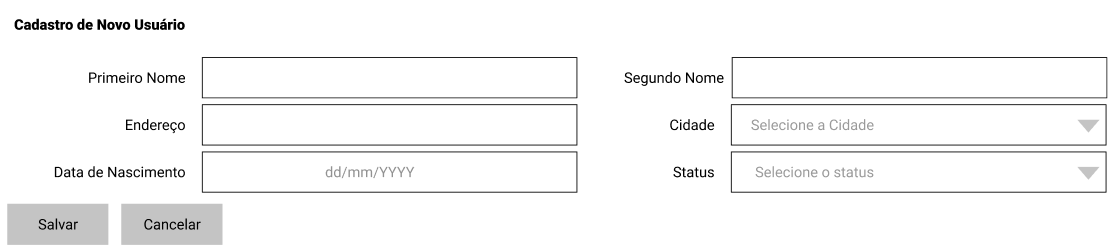 Cadastro de Novo Usuário
Primeiro Nome
Segundo Nome
Endereço
Cidade
Selecione a Cidade
Data de Nascimento
dd/mm/YYYY
Status
Selecione o status
Salvar
Cancelar